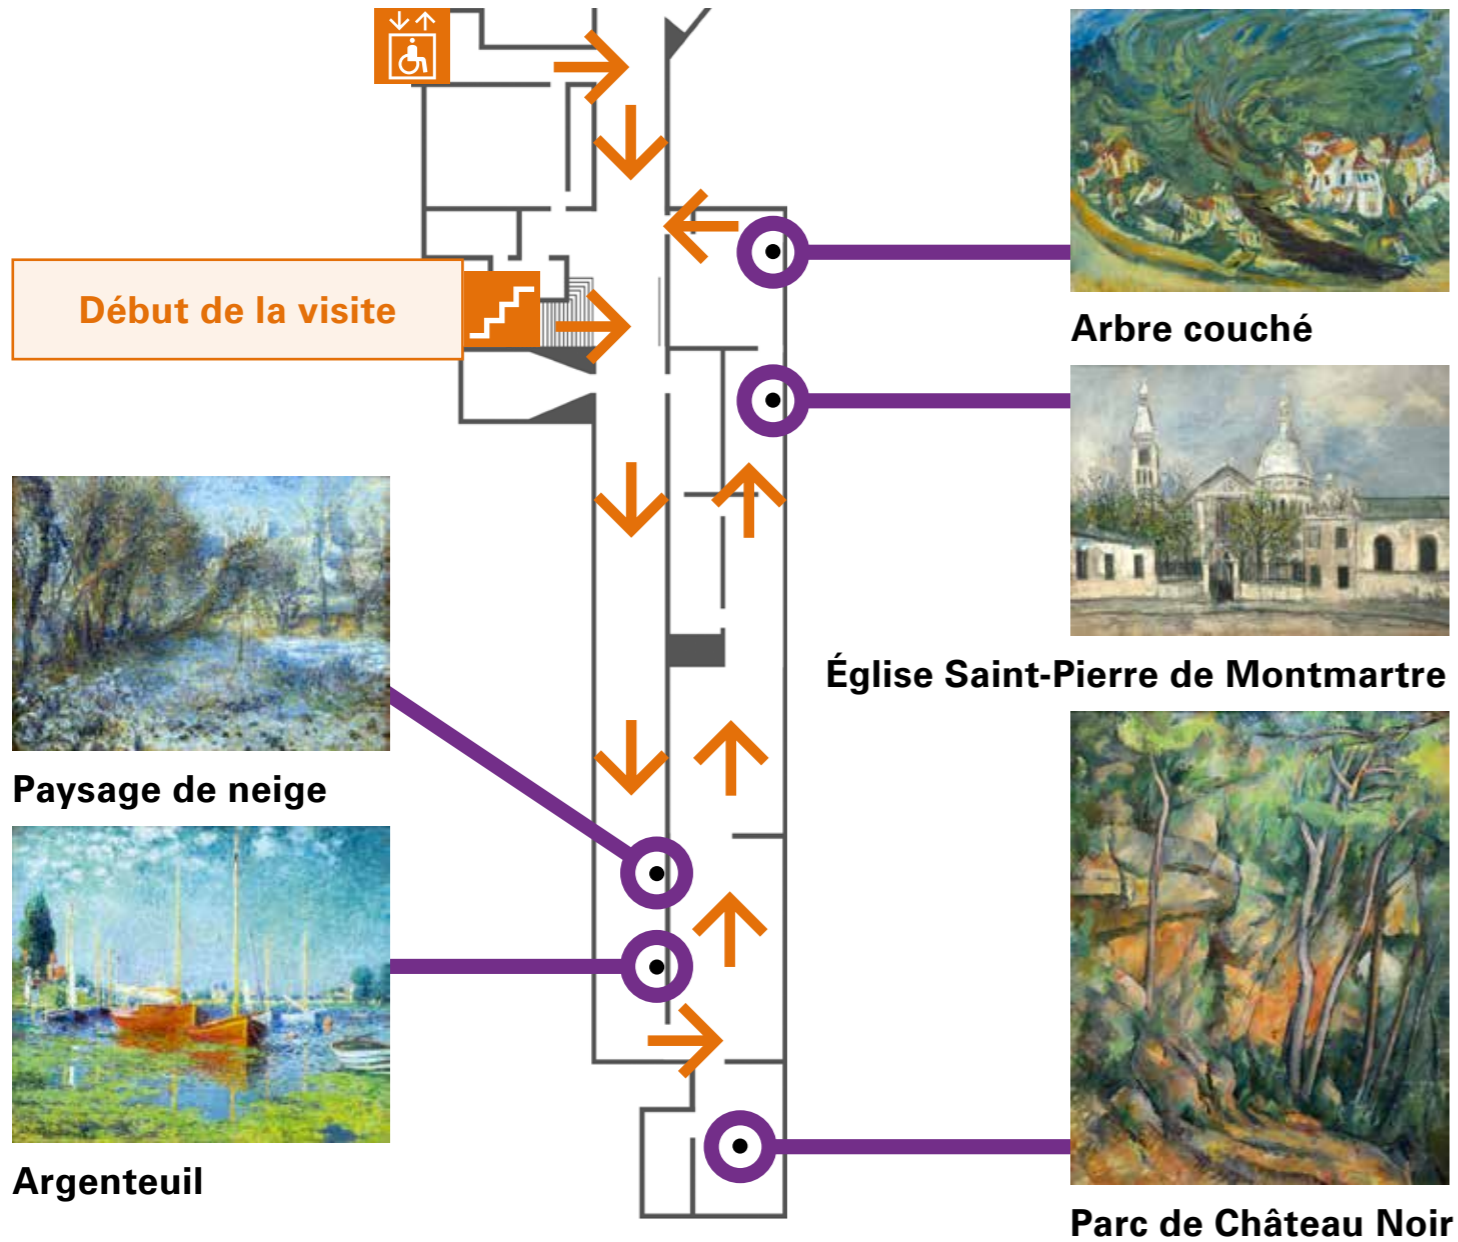 Début de la visite
Arbre couché
Église Saint-Pierre de Montmartre
Paysage de neige
Argenteuil
Parc de Château Noir